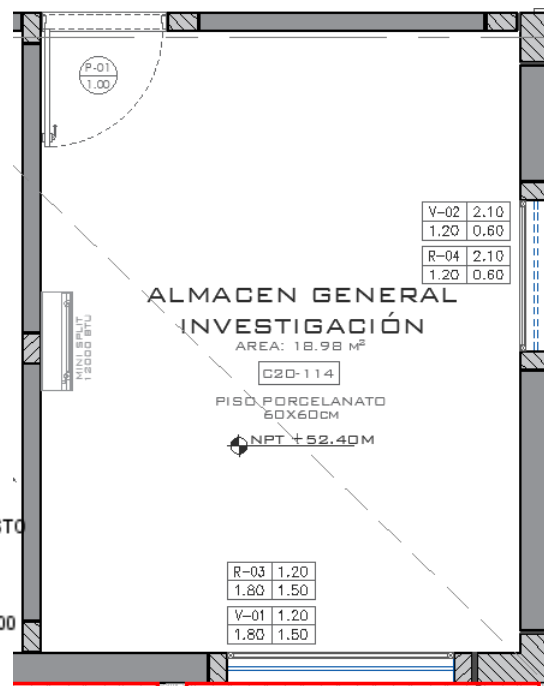 P-01
1.00
V-02 2.10
1.20 0.60
R-04 2.10
1.20 0.60
ALMACEN GENERAL
INVESTIGACIÓN
AREA: 18.98 M²
C20-114
PISO PORCELANATO
60X60CM
NPT +52.40M
MINI SPLIT
12000 BTU
STO
R-03 1.20
1.80 1.50
00
V-01 1.20
1.80 1.50